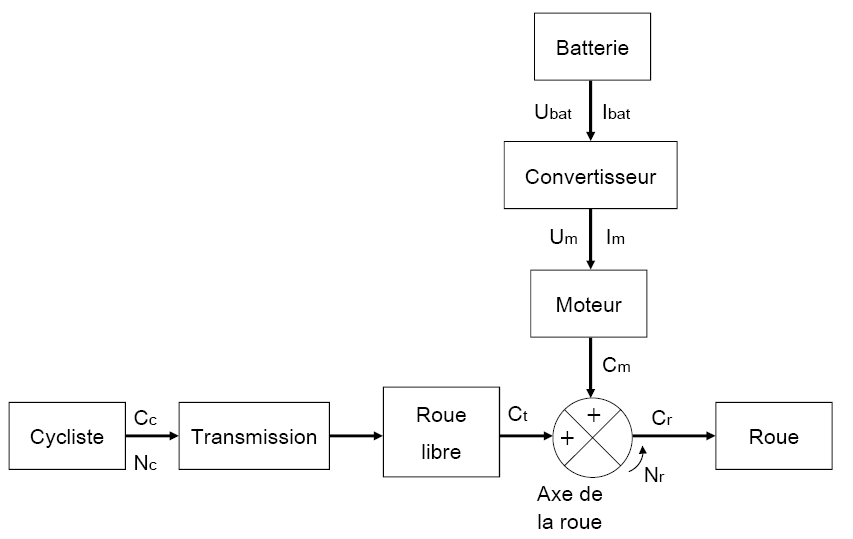 Batterie
Ubat Ibat
Convertisseur
Um Im
Moteur
Cm
Cycliste
Cc
Nc
Transmission
Roue
libre
Ct
+
+
Axe de
la roue
Cr
Nr
Roue